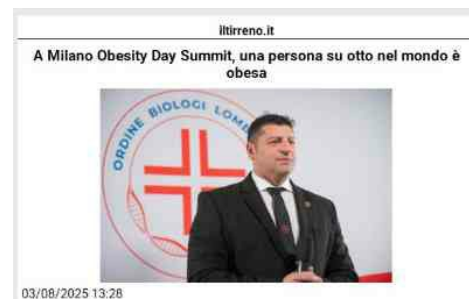 iltirreno.it
A Milano Obesity Day Summit, una persona su otto nel mondo è
obesa
ORDINE BIOLOGI LOMB
03/08/2025 13:28